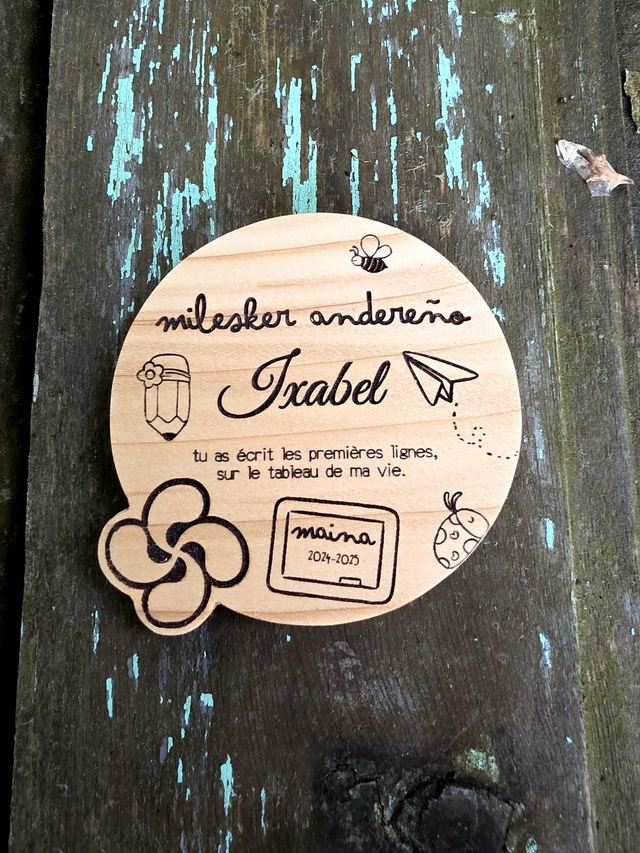 milesker andereño
Ixabel
tu as écrit les premières lignes,
sur le tableau de ma vie.
maina
2024-2025